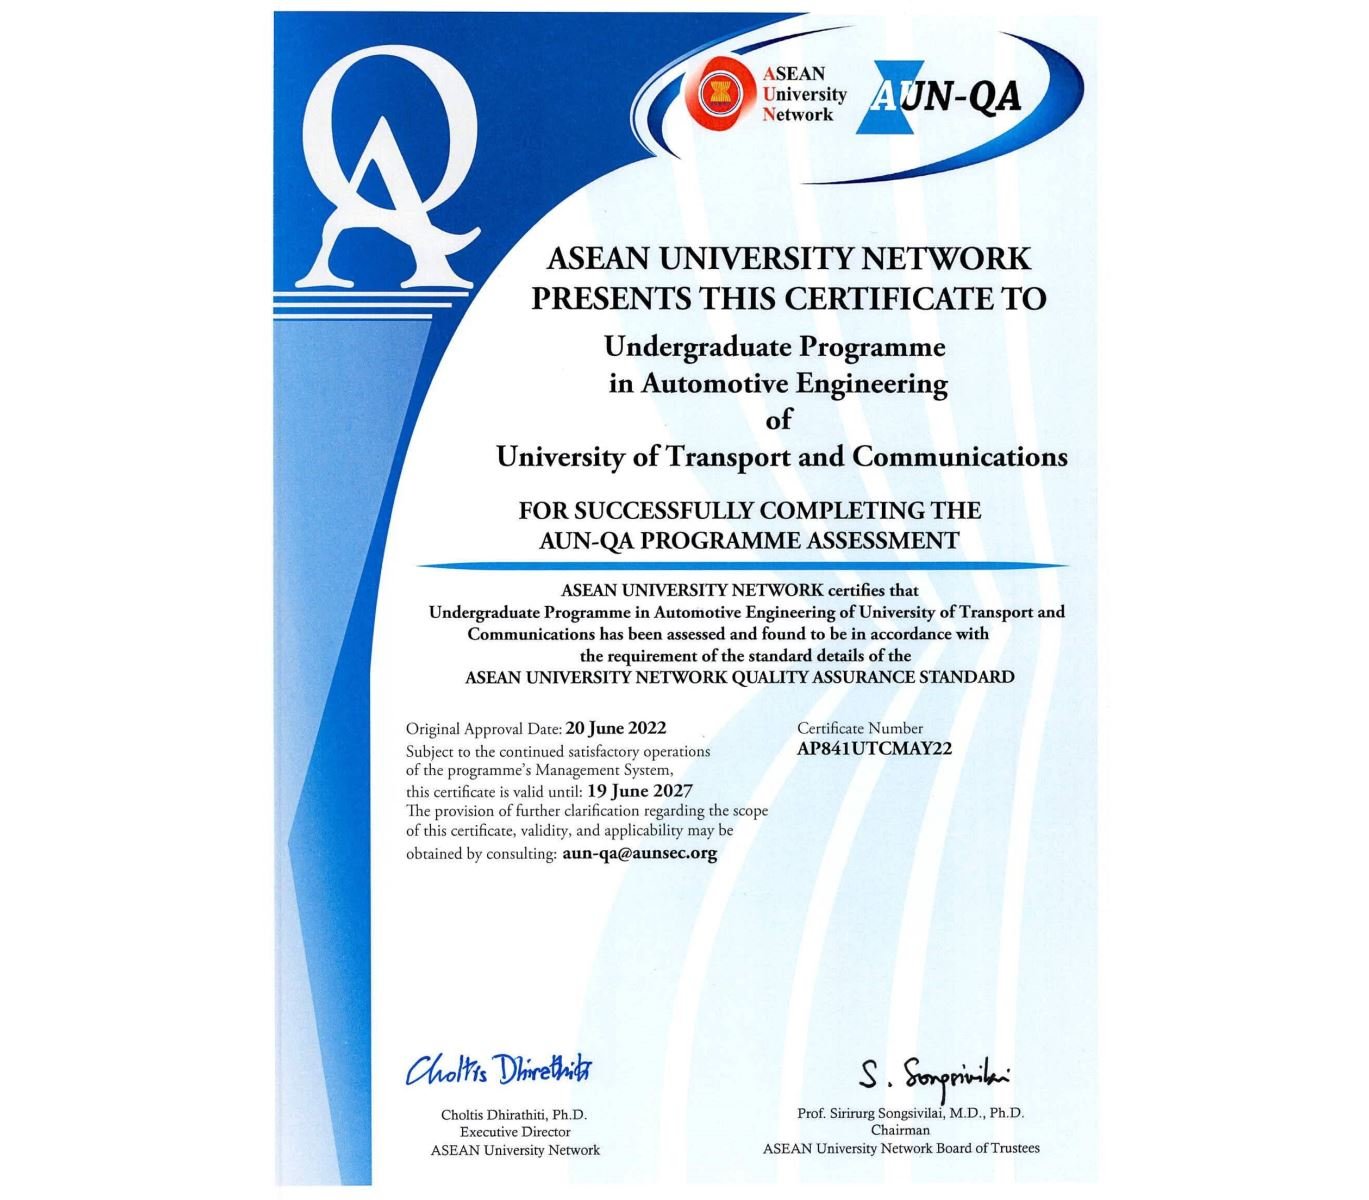 QA
ASEAN
University
Network
AUN-QA
ASEAN UNIVERSITY NETWORK
PRESENTS THIS CERTIFICATE TO
Undergraduate Programme
in Automotive Engineering
of
University of Transport and Communications
FOR SUCCESSFULLY COMPLETING THE
AUN-QA PROGRAMME ASSESSMENT
ASEAN UNIVERSITY NETWORK certifies that
Undergraduate Programme in Automotive Engineering of University of Transport and
Communications has been assessed and found to be in accordance with
the requirement of the standard details of the
ASEAN UNIVERSITY NETWORK QUALITY ASSURANCE STANDARD
Original Approval Date: 20 June 2022
Subject to the continued satisfactory operations
of the programme's Management System,
this certificate is valid until: 19 June 2027
The provision of further clarification regarding the scope
of this certificate, validity, and applicability may be
obtained by consulting: aun-qa@aunsec.org
Certificate Number
AP841UTCMAY22
Choltis Dhirathiti
Choltis Dhirathiti, Ph.D.
Executive Director
ASEAN University Network
S. Songsivilai
Prof. Sirirurg Songsivilai, M.D., Ph.D.
Chairman
ASEAN University Network Board of Trustees